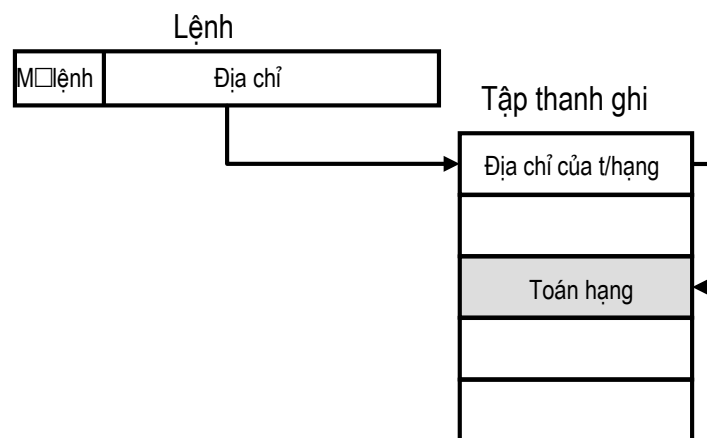 Lệnh
M□lệnh
Địa chỉ
Tập thanh ghi
Địa chỉ của t/hạng
Toán hạng